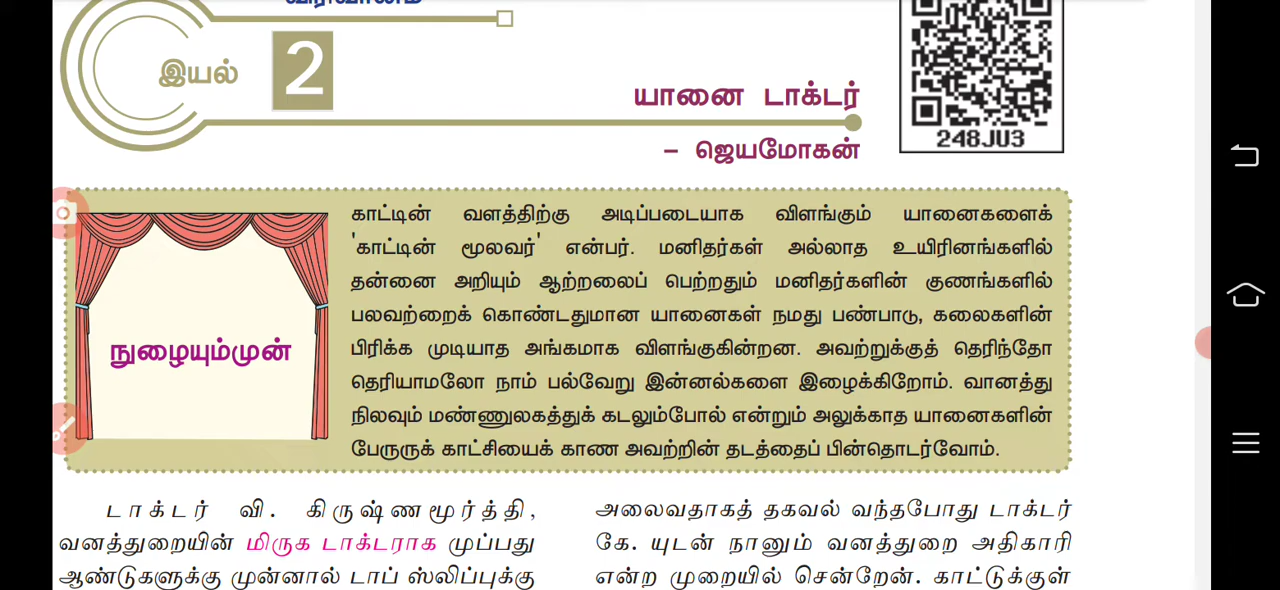 விரிவானம்
இயல்
2
யானை டாக்டர்
– ஜெயமோகன்
248JU3
நுழையும்முன்
காட்டின் வளத்திற்கு அடிப்படையாக விளங்கும் யானைகளைக்
'காட்டின் மூலவர்' என்பர். மனிதர்கள் அல்லாத உயிரினங்களில்
தன்னை அறியும் ஆற்றலைப் பெற்றதும் மனிதர்களின் குணங்களில்
பலவற்றைக் கொண்டதுமான யானைகள் நமது பண்பாடு, கலைகளின்
பிரிக்க முடியாத அங்கமாக விளங்குகின்றன. அவற்றுக்குத் தெரிந்தோ
தெரியாமலோ நாம் பல்வேறு இன்னல்களை இழைக்கிறோம். வானத்து
நிலவும் மண்ணுலகத்துக் கடலும்போல் என்றும் அலுக்காத யானைகளின்
பேருருக் காட்சியைக் காண அவற்றின் தடத்தைப் பின்தொடர்வோம்.
டாக்டர் வி. கிருஷ்ணமூர்த்தி,
வனத்துறையின் மிருக டாக்டராக முப்பது
ஆண்டுகளுக்கு முன்னால் டாப் ஸ்லிப்புக்கு
அலைவதாகத் தகவல் வந்தபோது டாக்டர்
கே. யுடன் நானும் வனத்துறை அதிகாரி
என்ற முறையில் சென்றேன். காட்டுக்குள்